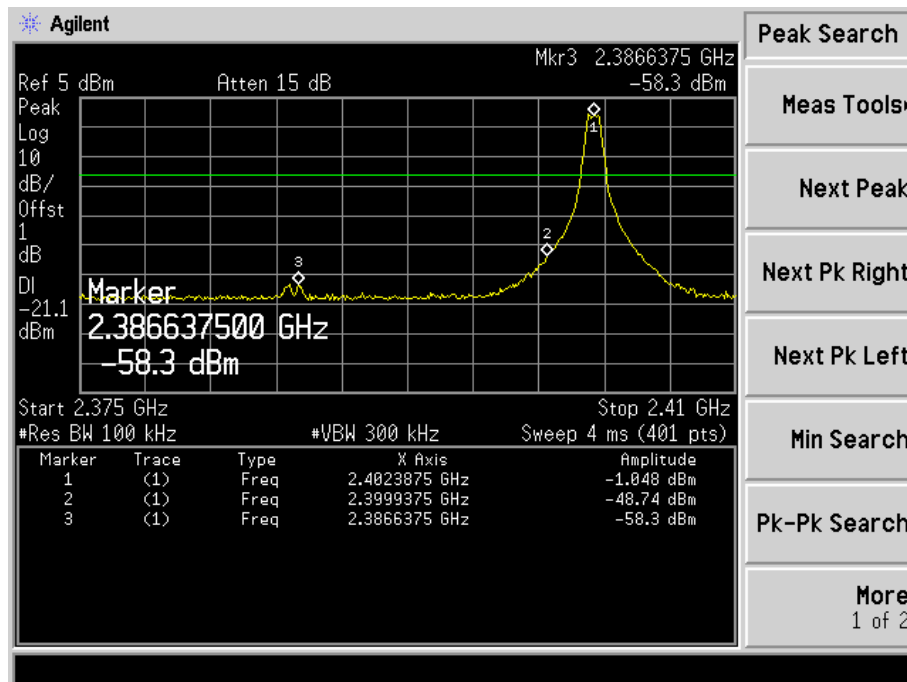 Agilent
Peak Search
Mkr3 2.3866375 GHz
Ref 5 dBm Atten 15 dB -58.3 dBm
Peak
Log
10
dB/
Offst
1
dB
DI
-21.1
dBm
1
2
3
Marker
2.386637500 GHz
-58.3 dBm
Start 2.375 GHz Stop 2.41 GHz
#Res BW 100 kHz #VBW 300 kHz Sweep 4 ms (401 pts)
Marker Trace Type X Axis Amplitude
1 (1) Freq 2.4023875 GHz -1.048 dBm
2 (1) Freq 2.3999375 GHz -48.74 dBm
3 (1) Freq 2.3866375 GHz -58.3 dBm
Meas Tools
Next Peak
Next Pk Right
Next Pk Left
Min Search
Pk-Pk Search
More
1 of 2